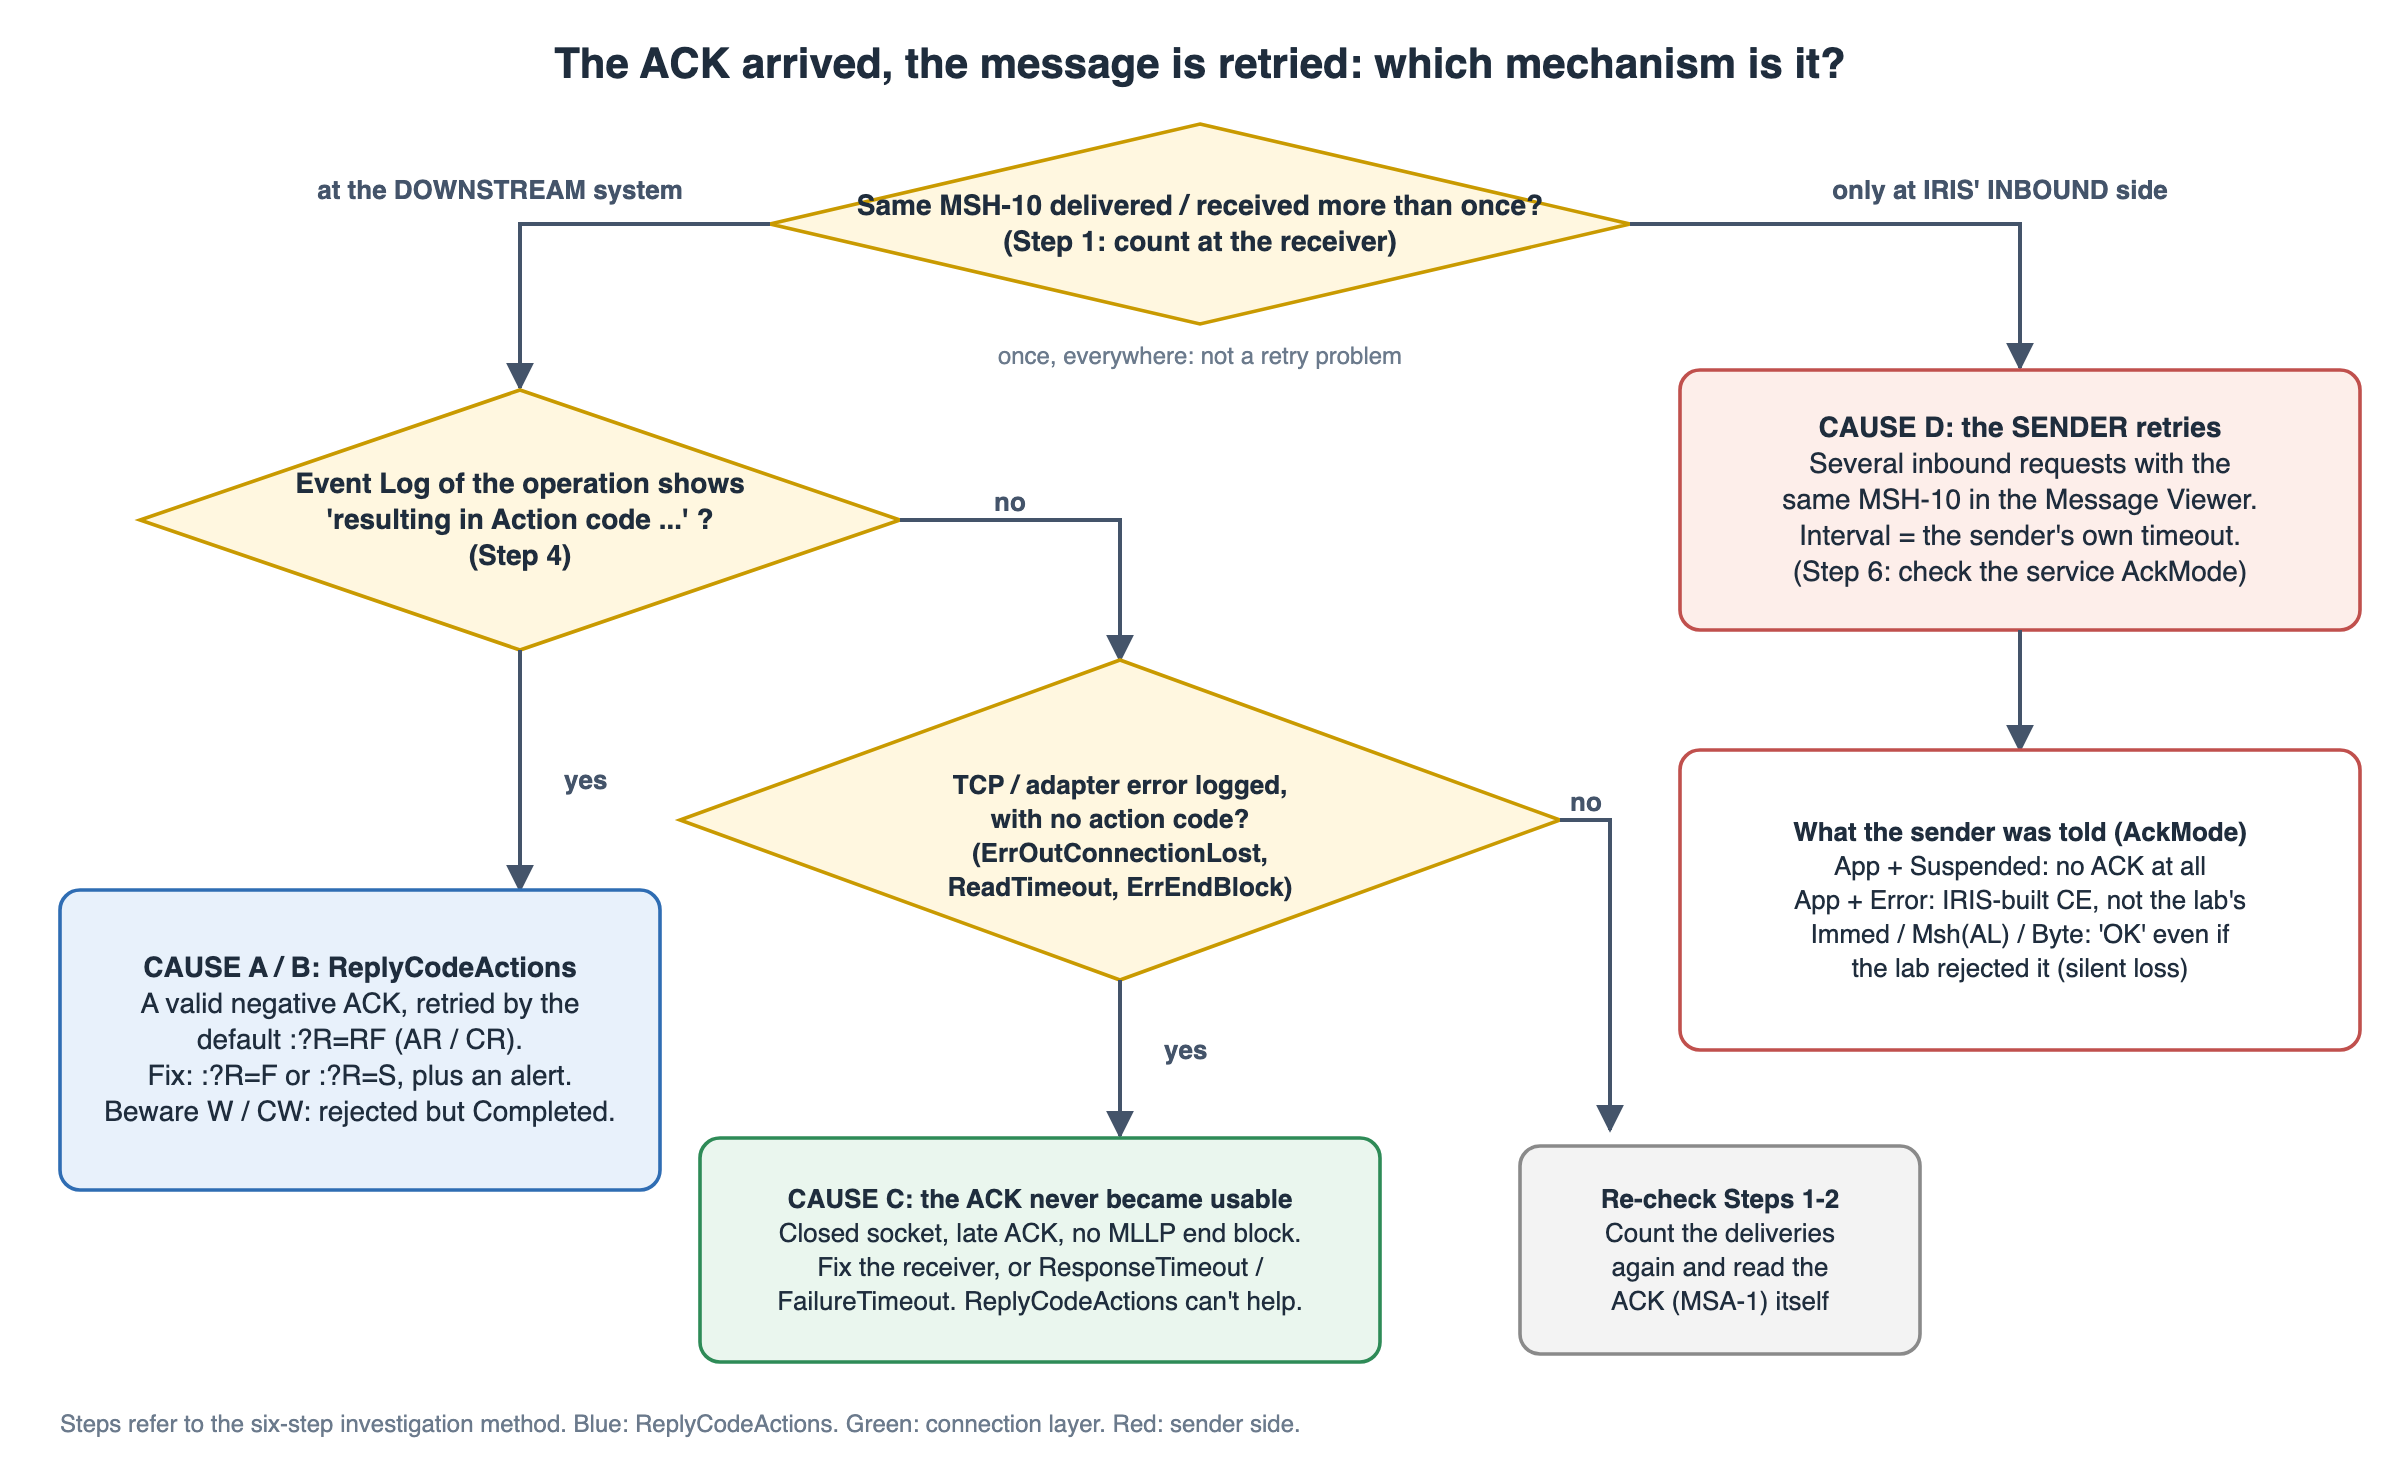 The ACK arrived, the message is retried: which mechanism is it?
at the DOWNSTREAM system
only at IRIS' INBOUND side
Same MSH-10 delivered / received more than once?
(Step 1: count at the receiver)
once, everywhere: not a retry problem
Event Log of the operation shows
'resulting in Action code ...' ?
(Step 4)
no
yes
CAUSE D: the SENDER retries
Several inbound requests with the
same MSH-10 in the Message Viewer.
Interval = the sender's own timeout.
(Step 6: check the service AckMode)
TCP / adapter error logged,
with no action code?
(ErrOutConnectionLost,
ReadTimeout, ErrEndBlock)
no
yes
What the sender was told (AckMode)
App + Suspended: no ACK at all
App + Error: IRIS-built CE, not the lab's
Immed / Msh(AL) / Byte: 'OK' even if
the lab rejected it (silent loss)
CAUSE A / B: ReplyCodeActions
A valid negative ACK, retried by the
default :?R=RF (AR / CR).
Fix: :?R=F or :?R=S, plus an alert.
Beware W / CW: rejected but Completed.
CAUSE C: the ACK never became usable
Closed socket, late ACK, no MLLP end block.
Fix the receiver, or ResponseTimeout /
FailureTimeout. ReplyCodeActions can't help.
Re-check Steps 1-2
Count the deliveries
again and read the
ACK (MSA-1) itself
Steps refer to the six-step investigation method. Blue: ReplyCodeActions. Green: connection layer. Red: sender side.